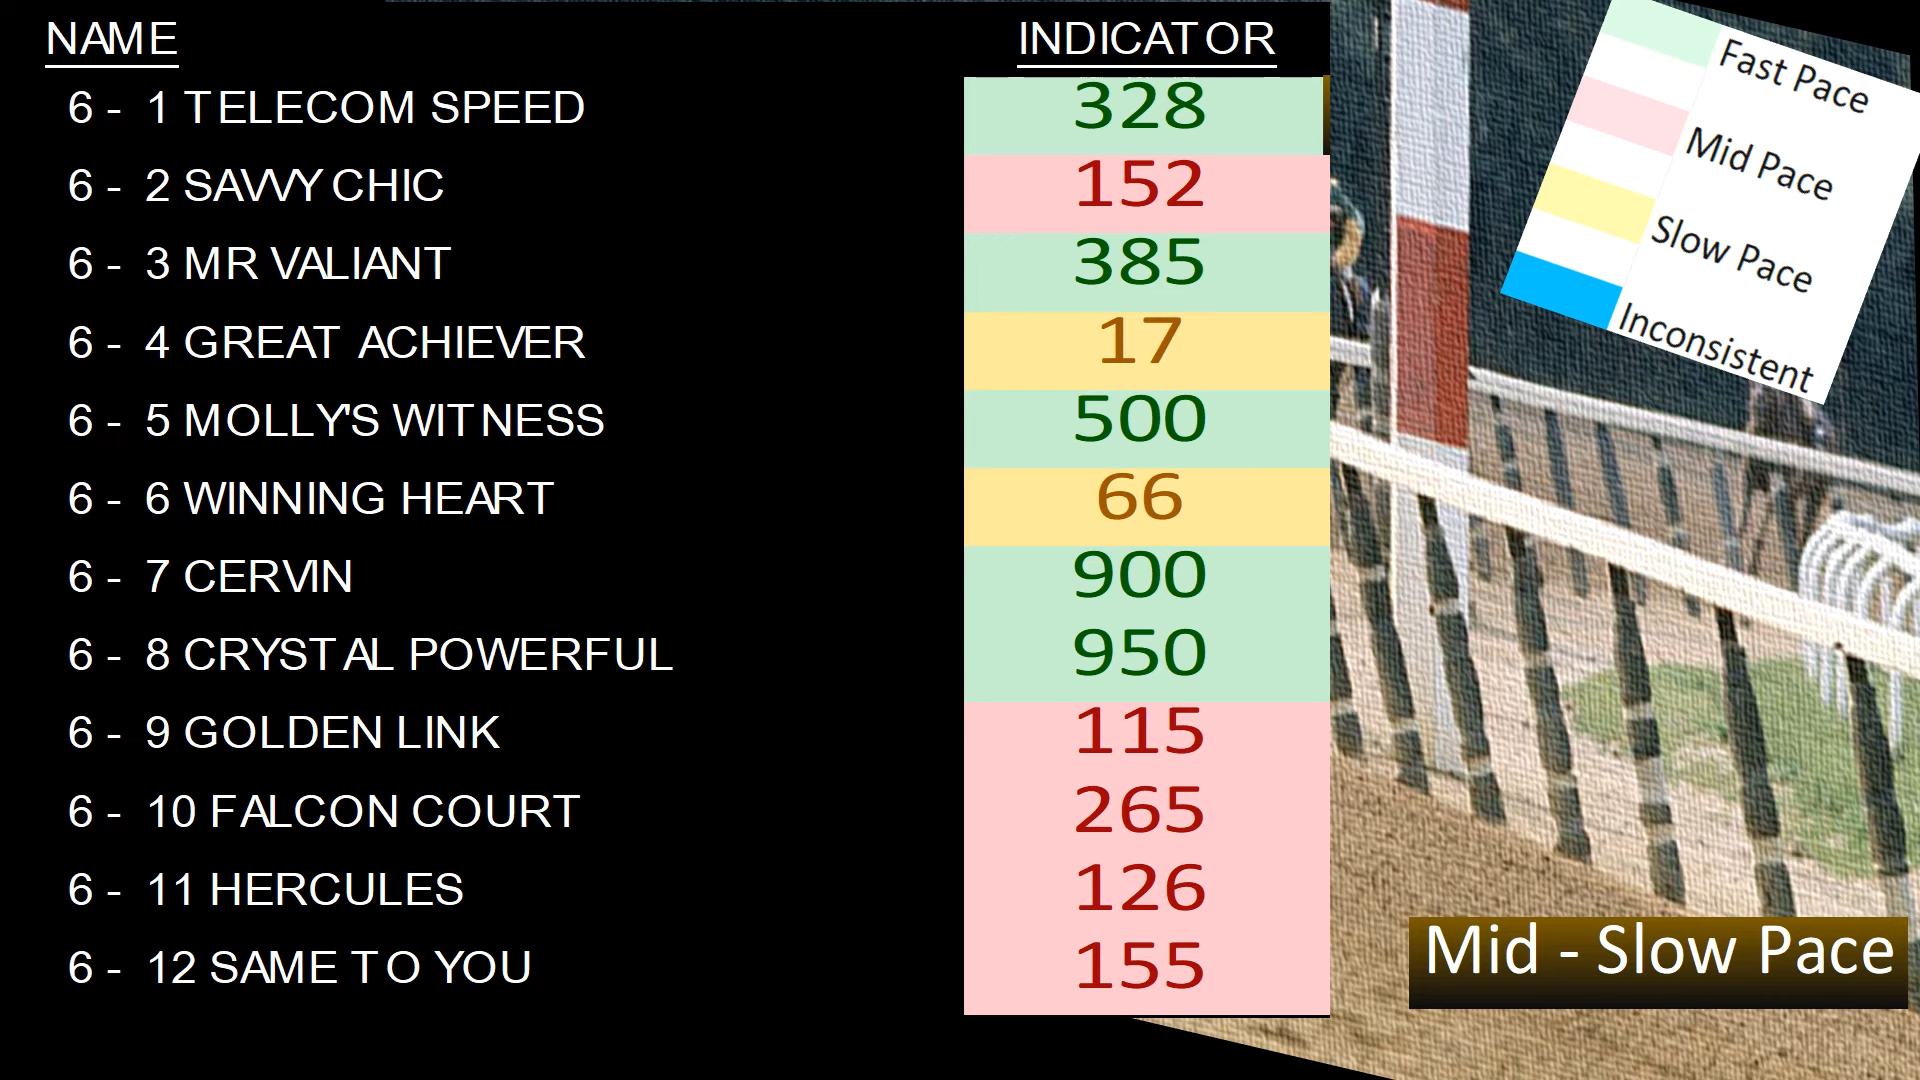 NAME INDICATOR
6 - 1 TELECOM SPEED 328
6 - 2 SAVVY CHIC 152
6 - 3 MR VALIANT 385
6 - 4 GREAT ACHIEVER 17
6 - 5 MOLLY'S WITNESS 500
6 - 6 WINNING HEART 66
6 - 7 CERVIN 900
6 - 8 CRYSTAL POWERFUL 950
6 - 9 GOLDEN LINK 115
6 - 10 FALCON COURT 265
6 - 11 HERCULES 126
6 - 12 SAME TO YOU 155
Fast Pace
Mid Pace
Slow Pace
Inconsistent
Mid - Slow Pace